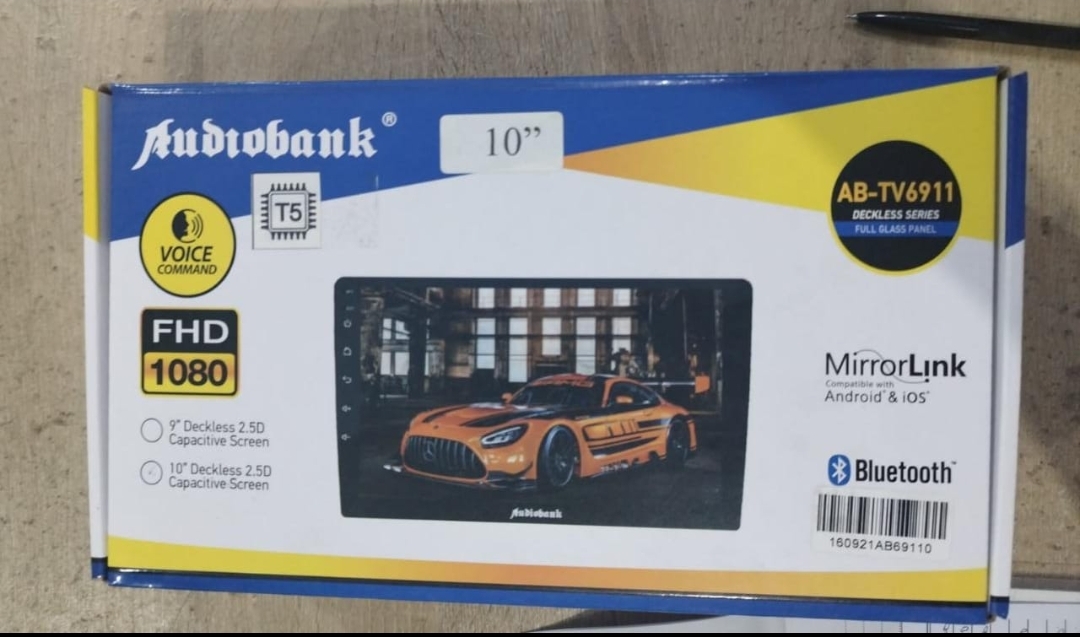 Audiobank®
10”
AB-TV6911
DECKLESS SERIES
FULL GLASS PANEL
T5
VOICE
COMMAND
FHD
1080
9" Deckless 2.5D
Capacitive Screen
10" Deckless 2.5D
Capacitive Screen
MirrorLink
Compatible with
Android & iOS
Bluetooth™
160921AB69110
Audiobank